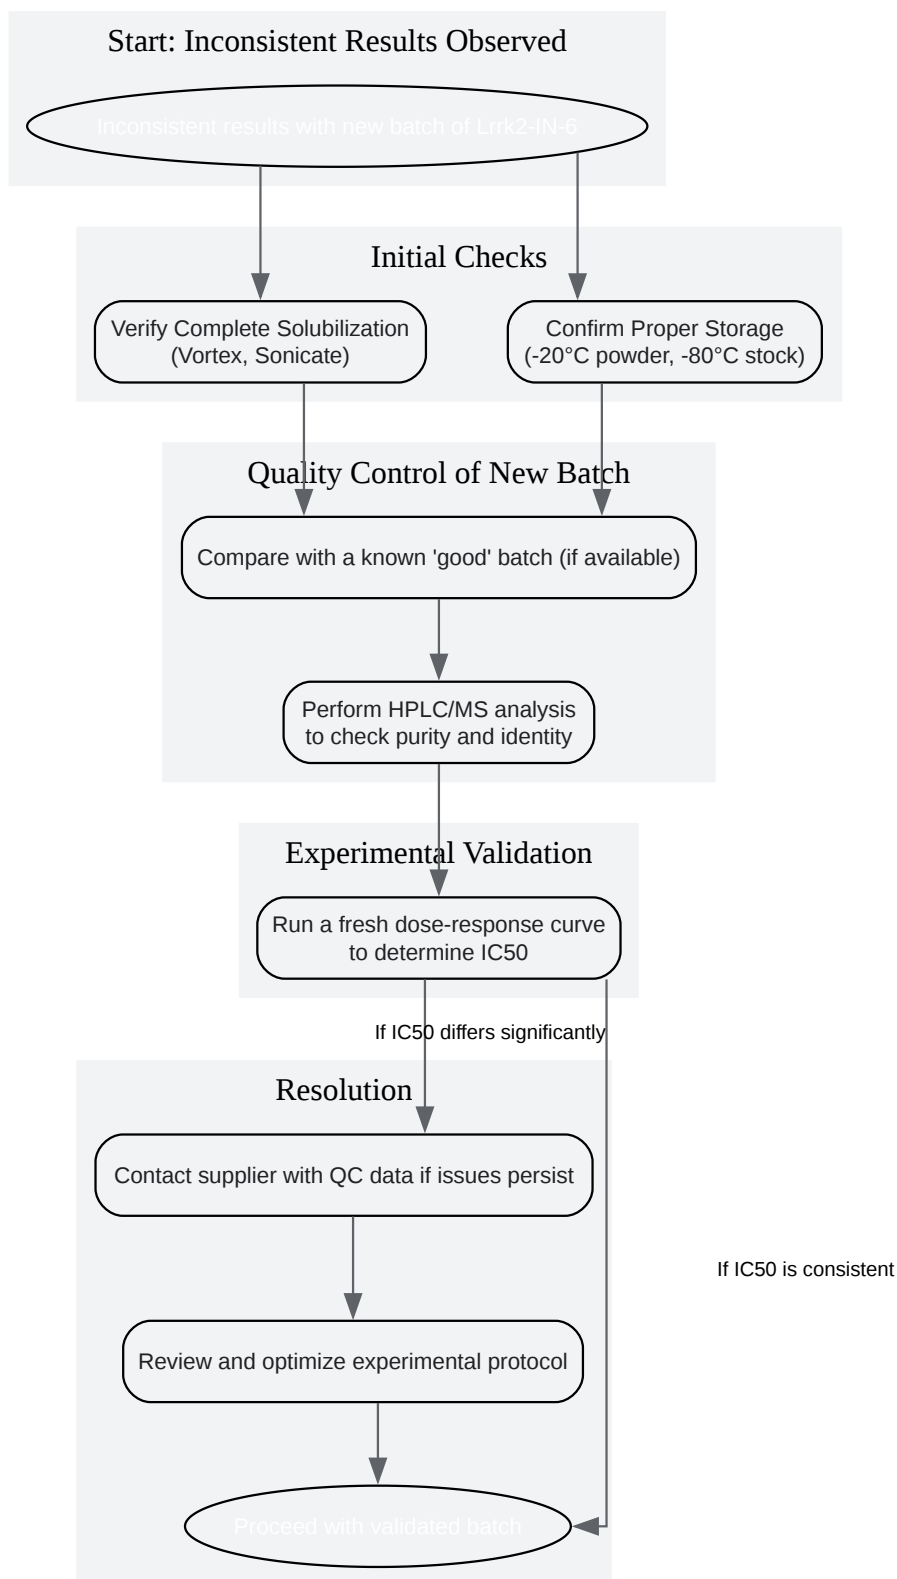 Start: Inconsistent Results Observed
Inconsistent results with new batch of Lrrk2-IN-6
Initial Checks
Verify Complete Solubilization
(Vortex, Sonicate)
Confirm Proper Storage
(-20°C powder, -80°C stock)
Quality Control of New Batch
Compare with a known 'good' batch (if available)
Perform HPLC/MS analysis
to check purity and identity
Experimental Validation
Run a fresh dose-response curve
to determine IC50
If IC50 differs significantly
Resolution
Contact supplier with QC data if issues persist
If IC50 is consistent
Review and optimize experimental protocol
Proceed with validated batch